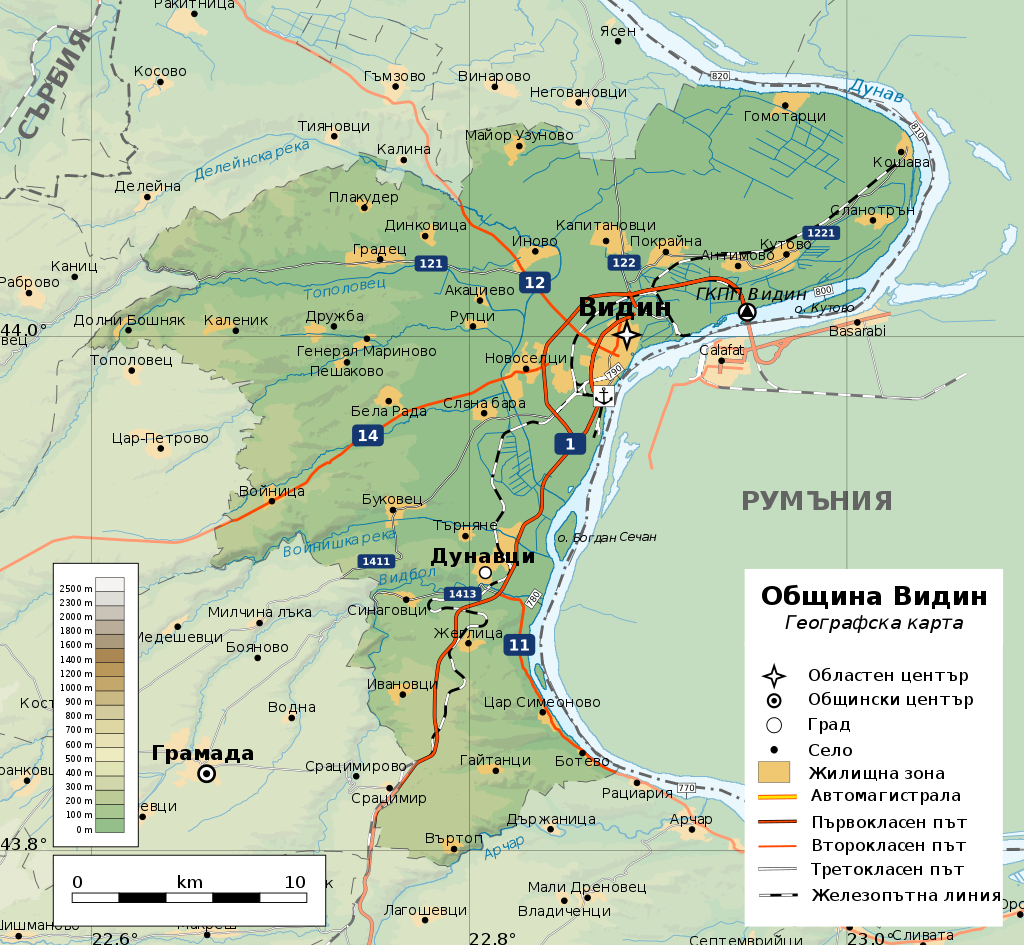 Ракитница
Ясен
СЪРБИЯ
Косово
Гъмзово
Винарово
820
Дунав
Неговановци
Гомотарци
810
Тияновци
Майор Узуново
Калина
Делейнска река
Кошава
Делейна
Плакудер
Сланотрън
Динковица
Капитановци
1221
Градец
Иново
Покрайна
Кутово
Антимово
121
122
Каниц
Раброво
12
Тополовец
Акациево
ГКПП Видин
800
Видин
о. Кутово
44.0°
Долни Бошняк
Каленик
Дружба
Рупци
Basarabi
Генерал Мариново
Calafat
Тополовец
Пешаково
Новоселци
790
Бела Рада
Слана бара
Цар-Петрово
14
1
Войница
Буковец
РУМЪНИЯ
Търняне
Войнишка река
о. Богдан Сечан
Дунавци
1411
Видбол
1413
780
Милчина лъка
Синаговци
Медешевци
Жеглица
11
Бояново
Ивановци
Цар Симеоново
Водна
Грамада
Срацимирово
Гайтанци
Ботево
Срацимир
Рациария
770
Държаница
Арчар
43.8°
Въртоп
Арчар
Мали Дреновец
Владиченци
Лагошевци
22.6°
22.8°
Септемврийци
23.0°
Сливата
2500 m
2300 m
2000 m
1800 m
1600 m
1400 m
1200 m
1000 m
900 m
800 m
700 m
600 m
500 m
400 m
300 m
200 m
100 m
0 m
0 km 10
Община Видин
Географска карта
Областен център
Общински център
Град
Село
Жилищна зона
Автомагистрала
Първокласен път
Второкласен път
Третокласен път
Железопътна линия